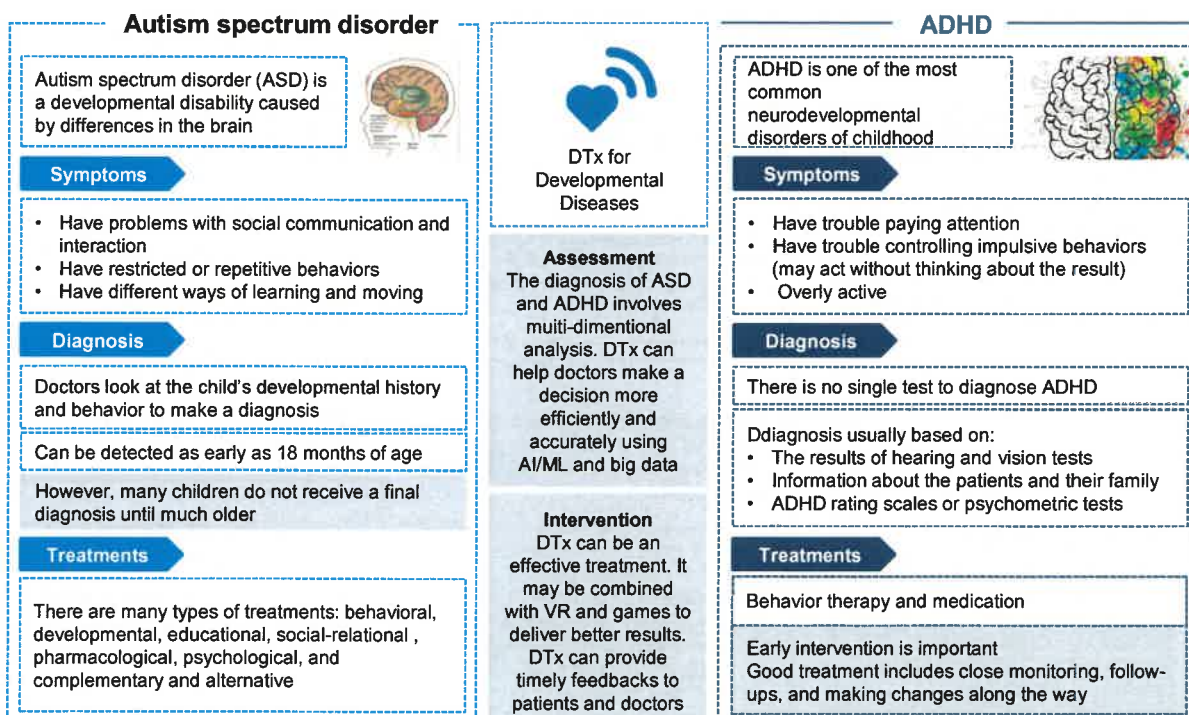 Autism spectrum disorder
Autism spectrum disorder (ASD) is
a developmental disability caused
by differences in the brain
Symptoms
• Have problems with social communication and
interaction
• Have restricted or repetitive behaviors
• Have different ways of learning and moving
Diagnosis
Doctors look at the child's developmental history
and behavior to make a diagnosis
Can be detected as early as 18 months of age
However, many children do not receive a final
diagnosis until much older
Treatments
There are many types of treatments: behavioral,
developmental, educational, social-relational ,
pharmacological, psychological, and
complementary and alternative
DTx for
Developmental
Diseases
Assessment
The diagnosis of ASD
and ADHD involves
muiti-dimentional
analysis. DTx can
help doctors make a
decision more
efficiently and
accurately using
AI/ML and big data
Intervention
DTx can be an
effective treatment. It
may be combined
with VR and games to
deliver better results.
DTx can provide
timely feedbacks to
patients and doctors
ADHD
ADHD is one of the most
common
neurodevelopmental
disorders of childhood
Symptoms
• Have trouble paying attention
• Have trouble controlling impulsive behaviors
(may act without thinking about the result)
• Overly active
Diagnosis
There is no single test to diagnose ADHD
Ddiagnosis usually based on:
• The results of hearing and vision tests
• Information about the patients and their family
• ADHD rating scales or psychometric tests
Treatments
Behavior therapy and medication
Early intervention is important
Good treatment includes close monitoring, follow-
ups, and making changes along the way